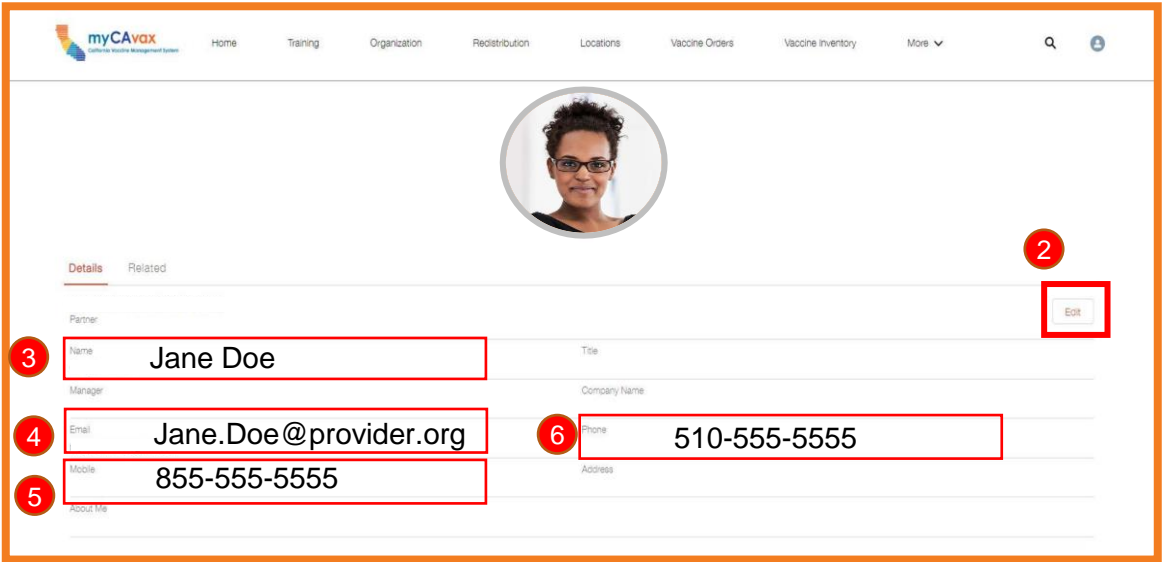 myCAvax
California Vaccine Management System
Home Training Organization Redistribution Locations Vaccine Orders Vaccine Inventory More
2
Details Related
Edit
Partner
3 Name Jane Doe Title
Manager Company Name
4 Email Jane.Doe@provider.org 6 Phone 510-555-5555
5 Mobile 855-555-5555 Address
About Me